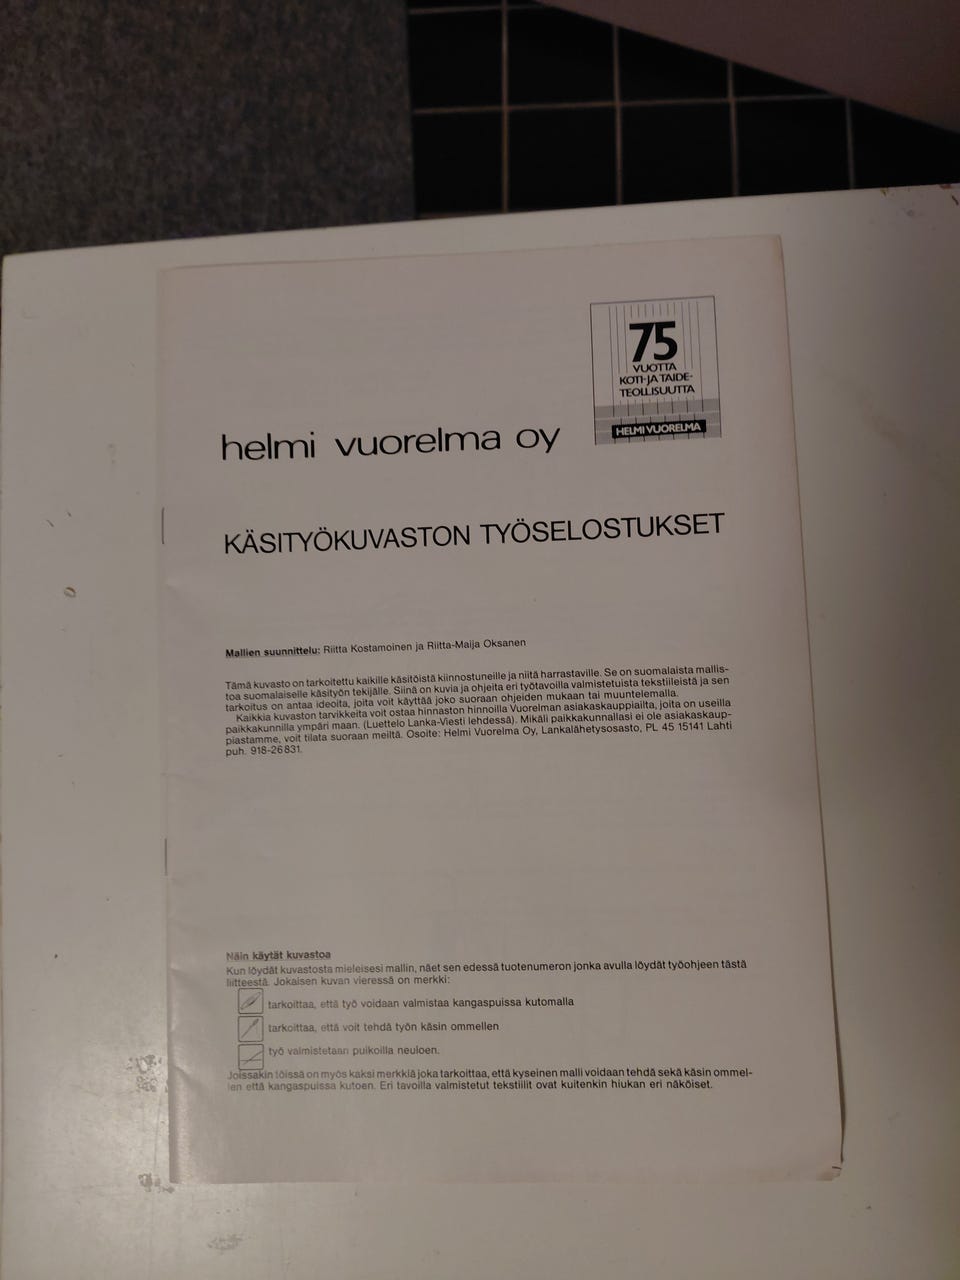 75
VUOTTA
KOTI-JA TAIDE-
TEOLLISUUTTA
HELMI VUORELMA
helmi vuorelma oy
KÄSITYÖKUVASTON TYÖSELOSTUKSET
Mallien suunnittelu: Riitta Kostamoinen ja Riitta-Maija Oksanen
Tämä kuvasto on tarkoitettu kaikille käsitöistä kiinnostuneille ja niitä harrastaville. Se on suomalaista mallis-
toa suomalaiselle käsityön tekijälle. Siinä on kuvia ja ohjeita eri työtavoilla valmistetuista tekstiileistä ja sen
tarkoitus on antaa ideoita, joita voit käyttää joko suoraan ohjeiden mukaan tai muuntelemalla.
Kaikkia kuvaston tarvikkeita voit ostaa hinnaston hinnoilla Vuorelman asiakaskauppiailta, joita on useilla
paikkakunnilla ympäri maan. (Luettelo Lanka-Viesti lehdessä). Mikäli paikkakunnallasi ei ole asiakaskaup-
piastamme, voit tilata suoraan meiltä. Osoite: Helmi Vuorelma Oy, Lankalähetysosasto, PL 45 15141 Lahti
puh. 918-26831.
Näin käytät kuvastoa
Kun löydät kuvastosta mieleisesi mallin, näet sen edessä tuotenumeron jonka avulla löydät työohjeen tästä
liitteestä. Jokaisen kuvan vieressä on merkki:
tarkoittaa, että työ voidaan valmistaa kangaspuissa kutomalla
tarkoittaa, että voit tehdä työn käsin ommellen
työ valmistetaan puikoilla neuloen.
Joissakin töissä on myös kaksi merkkiä joka tarkoittaa, että kyseinen malli voidaan tehdä sekä käsin ommel-
len että kangaspuissa kutoen. Eri tavoilla valmistetut tekstiilit ovat kuitenkin hiukan eri näköiset.